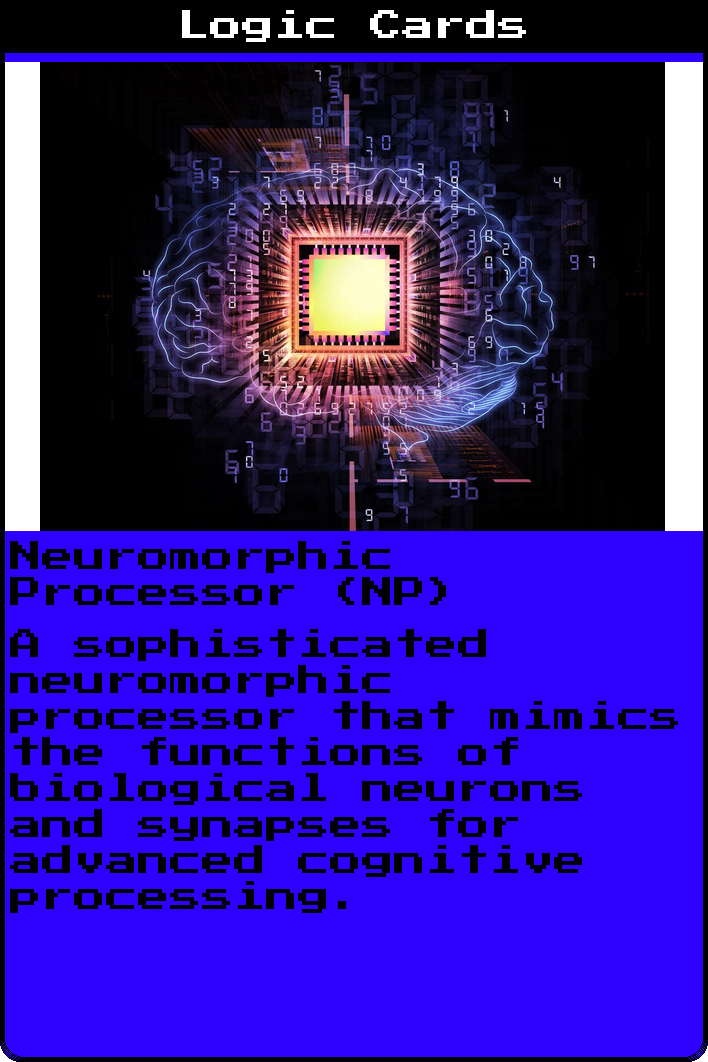 Logic Cards
Neuromorphic
Processor (NP)
A sophisticated
neuromorphic
processor that mimics
the functions of
biological neurons
and synapses for
advanced cognitive
processing.